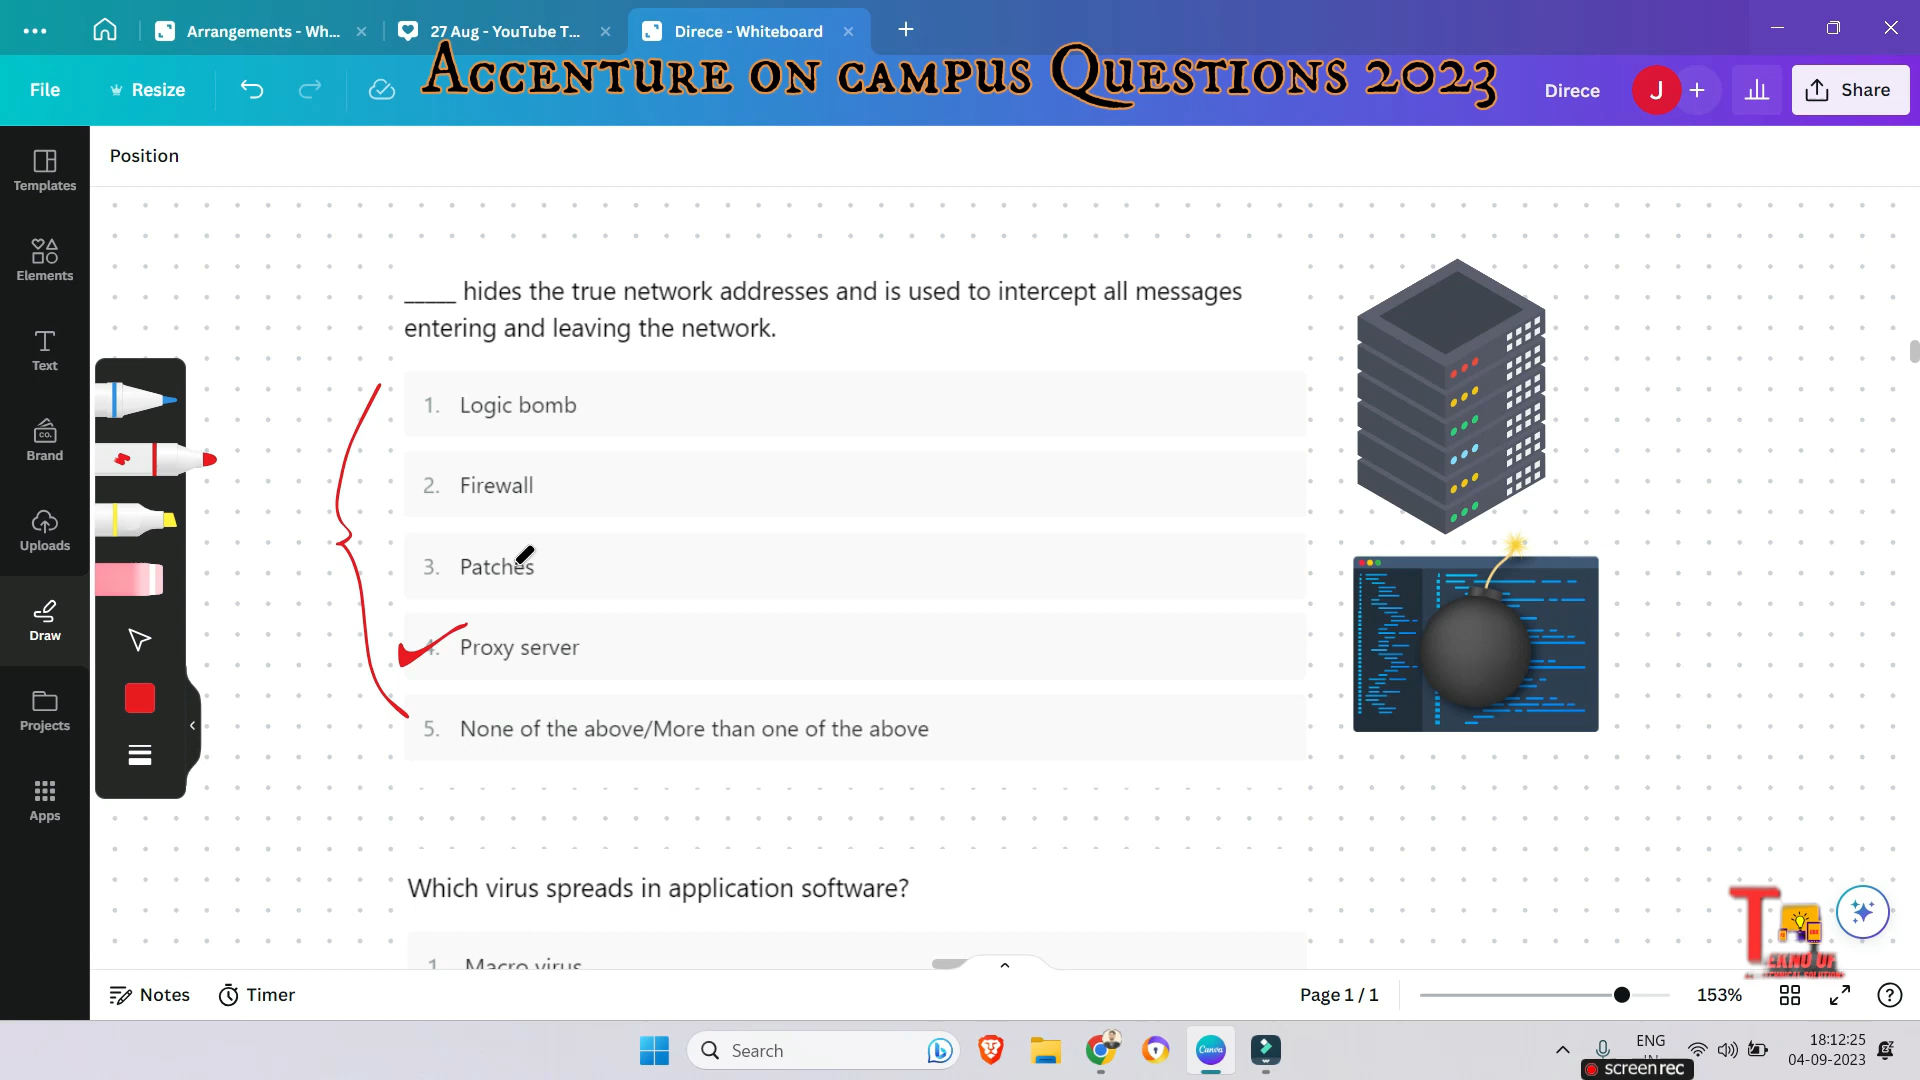 Arrangements - Wh...
27 Aug - YouTube T...
Direce - Whiteboard
ACCENTURE ON CAMPUS QUESTIONS 2023
File
Resize
Direce
J
Share
Position
Templates
Elements
Text
CO.
Brand
Uploads
Draw
Projects
Apps
_____ hides the true network addresses and is used to intercept all messages
entering and leaving the network.
1. Logic bomb
2. Firewall
3. Patches
4. Proxy server
5. None of the above/More than one of the above
Which virus spreads in application software?
1. Macro virus
Notes
Timer
Page 1 / 1
153%
Search
Canva
ENG
18:12:25
04-09-2023
screenrec